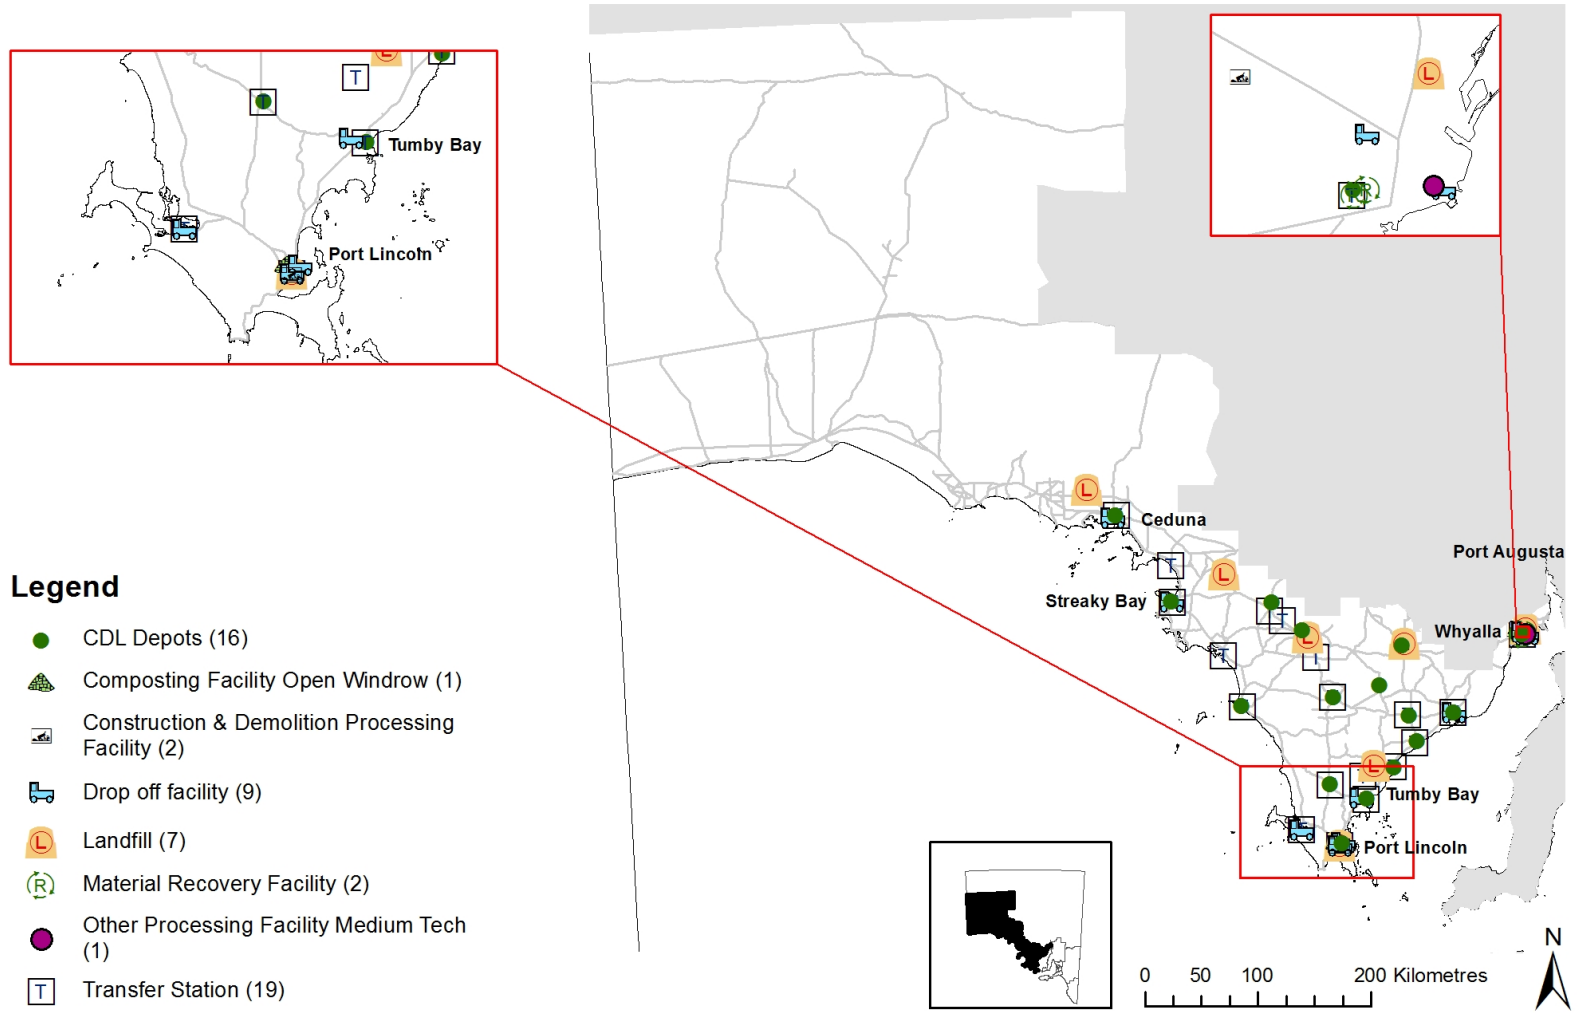 Tumby Bay
Port Lincoln
T
L
T
L
R
T
L
Ceduna
Port Augusta
T
L
Streaky Bay
T
Whyalla
L
T
L
T
L
Tumby Bay
Port Lincoln
Legend
CDL Depots (16)
Composting Facility Open Windrow (1)
Construction & Demolition Processing
Facility (2)
Drop off facility (9)
L
Landfill (7)
R
Material Recovery Facility (2)
Other Processing Facility Medium Tech
(1)
T
Transfer Station (19)
N
0 50 100 200 Kilometres